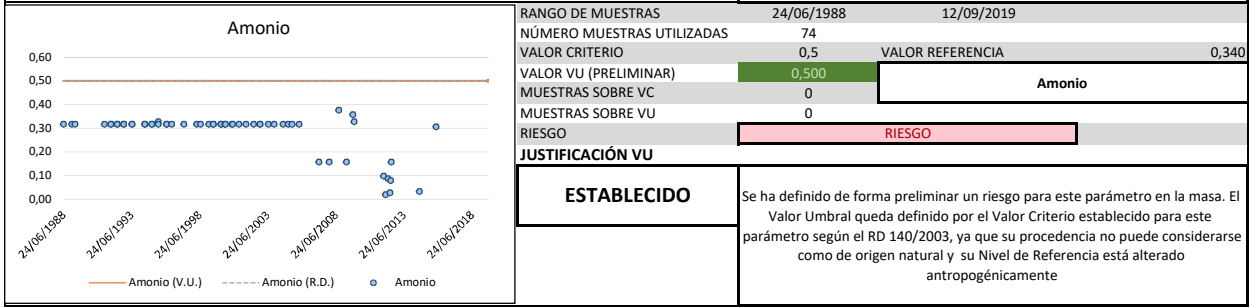 Amonio
0,60
0,50
0,40
0,30
0,20
0,10
0,00
24/06/1988
24/06/1993
24/06/1998
24/06/2003
24/06/2008
24/06/2013
24/06/2018
Amonio (V.U.) Amonio (R.D.) Amonio
RANGO DE MUESTRAS 24/06/1988 12/09/2019
NÚMERO MUESTRAS UTILIZADAS 74
VALOR CRITERIO 0,5 VALOR REFERENCIA 0,340
VALOR VU (PRELIMINAR) 0,500
Amonio
MUESTRAS SOBRE VC 0
MUESTRAS SOBRE VU 0
RIESGO RIESGO
JUSTIFICACIÓN VU
ESTABLECIDO
Se ha definido de forma preliminar un riesgo para este parámetro en la masa. El
Valor Umbral queda definido por el Valor Criterio establecido para este
parámetro según el RD 140/2003, ya que su procedencia no puede considerarse
como de origen natural y su Nivel de Referencia está alterado
antropogénicamente